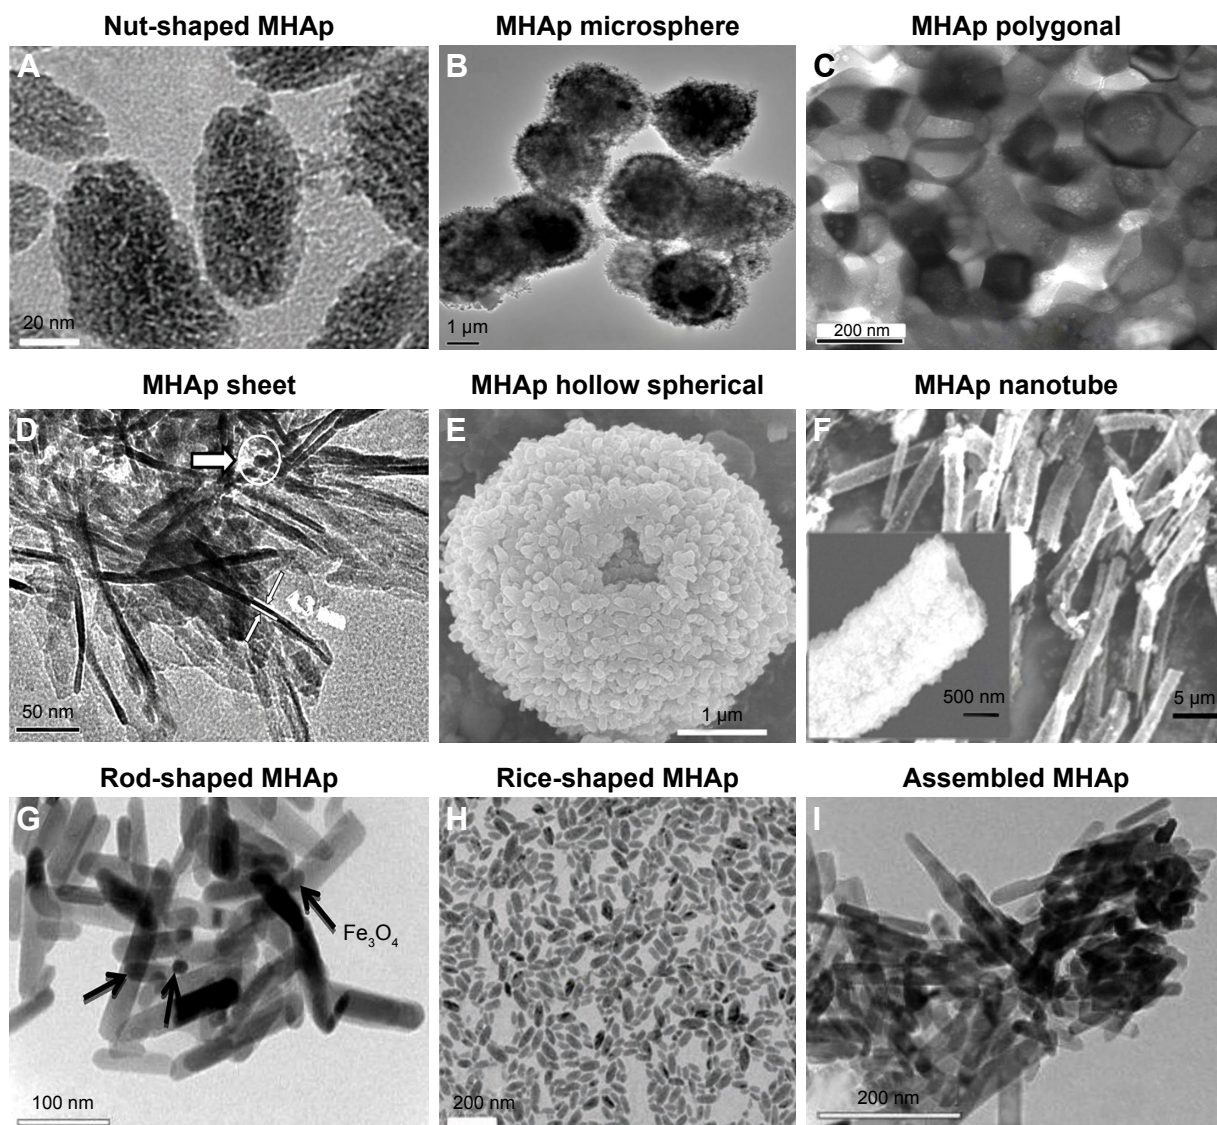 Nut-shaped MHAp
MHAp microsphere
MHAp polygonal
A
B
C
20 nm
1 µm
200 nm
MHAp sheet
MHAp hollow spherical
MHAp nanotube
D
E
F
50 nm
1 µm
500 nm
5 µm
Rod-shaped MHAp
Rice-shaped MHAp
Assembled MHAp
G
H
I
Fe₃O₄
100 nm
200 nm
200 nm